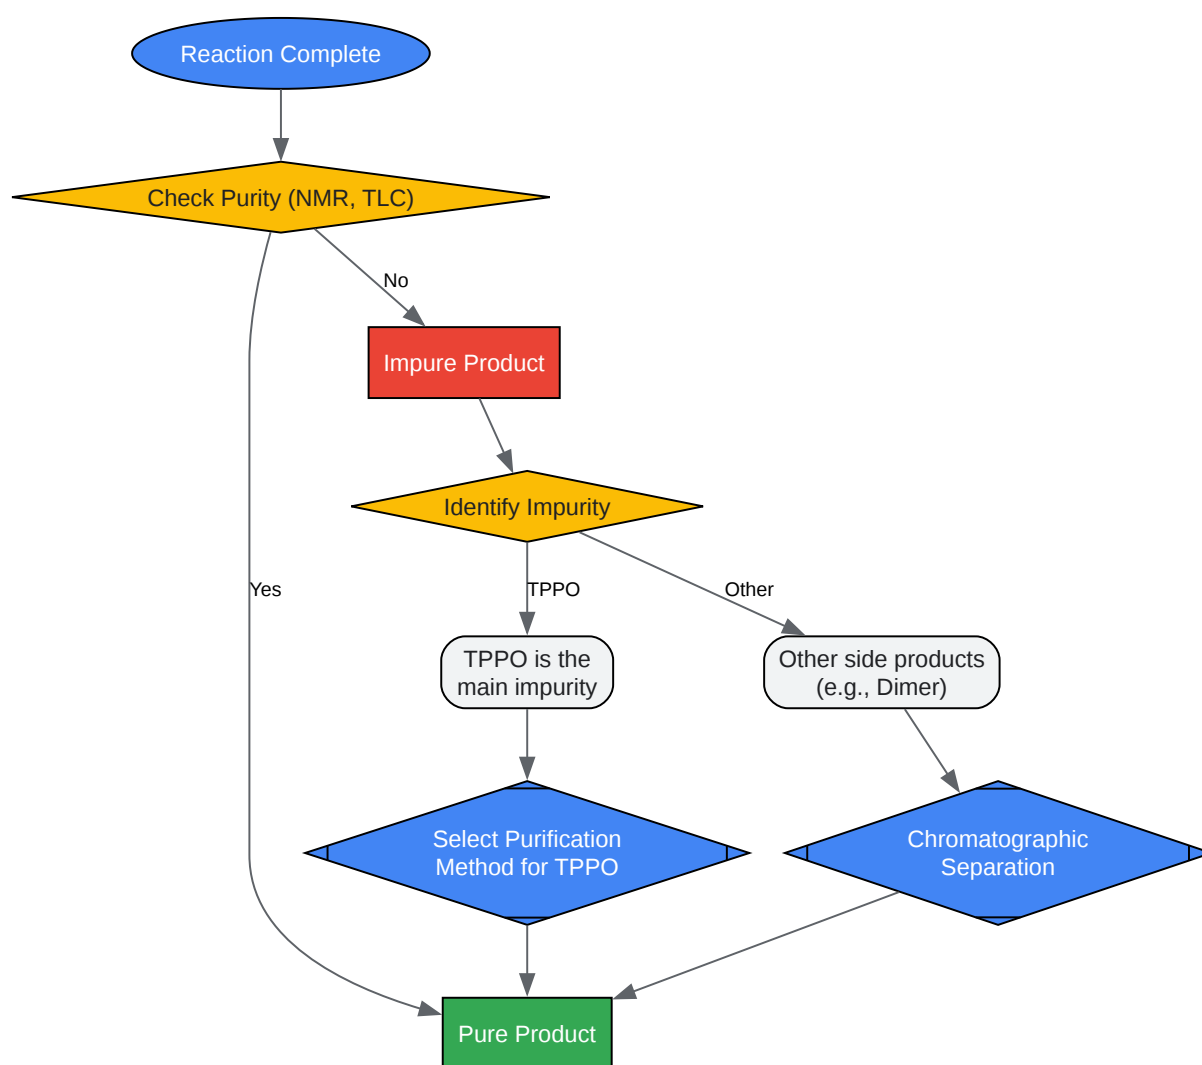 Reaction Complete
Check Purity (NMR, TLC)
No
Impure Product
Identify Impurity
Yes
TPPO
Other
TPPO is the
main impurity
Other side products
(e.g., Dimer)
Select Purification
Method for TPPO
Chromatographic
Separation
Pure Product